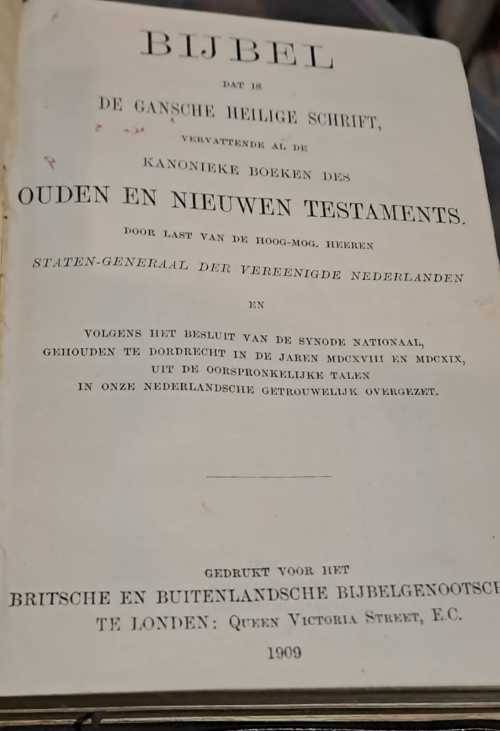 BIJBEL
DAT IS
DE GANSCHE HEILIGE SCHRIFT,
VERVATTENDE AL DE
KANONIEKE BOEKEN DES
OUDEN EN NIEUWEN TESTAMENTS.
DOOR LAST VAN DE HOOG-MOG. HEEREN
STATEN-GENERAAL DER VEREENIGDE NEDERLANDEN
EN
VOLGENS HET BESLUIT VAN DE SYNODE NATIONAAL,
GEHOUDEN TE DORDRECHT IN DE JAREN MDCXVIII EN MDCXIX,
UIT DE OORSPRONKELIJKE TALEN
IN ONZE NEDERLANDSCHE GETROUWELIJK OVERGEZET.
GEDRUKT VOOR HET
BRITSCHE EN BUITENLANDSCHE BIJBELGENOOTSCH
TE LONDEN: QUEEN VICTORIA STREET, E.C.
1909